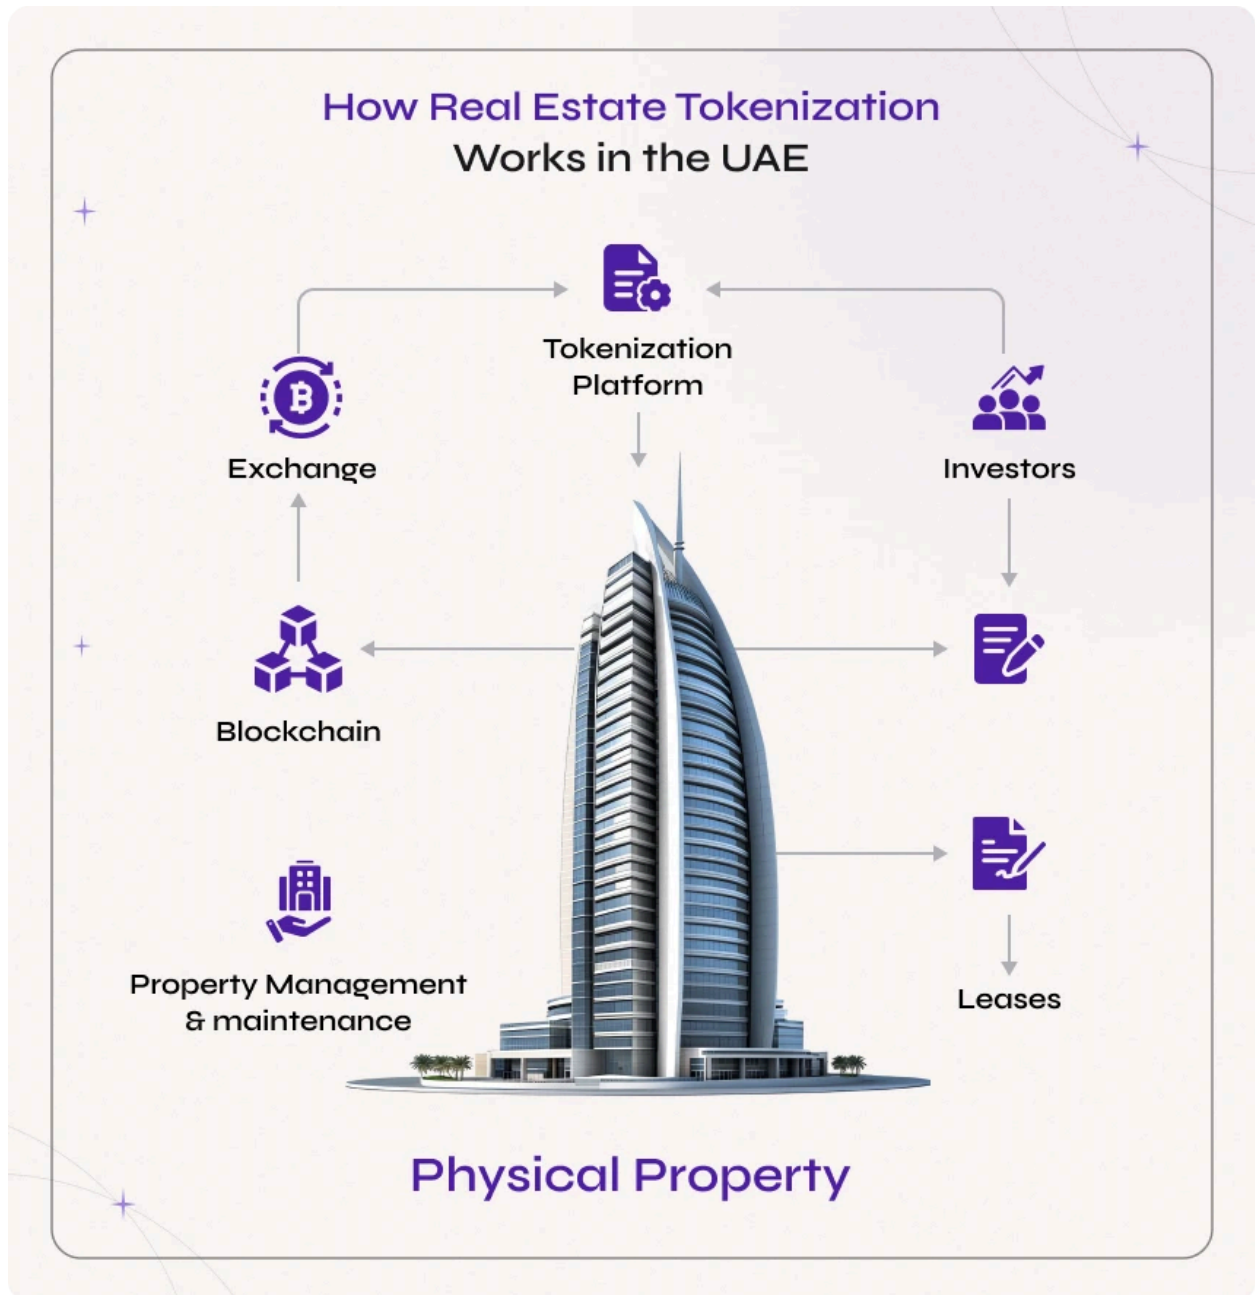 How Real Estate Tokenization
Works in the UAE
Tokenization
Platform
Exchange
Investors
Blockchain
Property Management
& maintenance
Leases
Physical Property